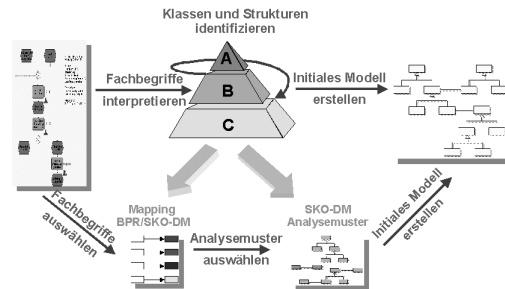 Klassen und Strukturen
identifizieren
A
Fachbegriffe
interpretieren
B
Initiales Modell
erstellen
C
Fachbegriffe
auswählen
Mapping
BPR/SKO-DM
Analysemuster
auswählen
SKO-DM
Analysemuster
Initiales Modell
erstellen